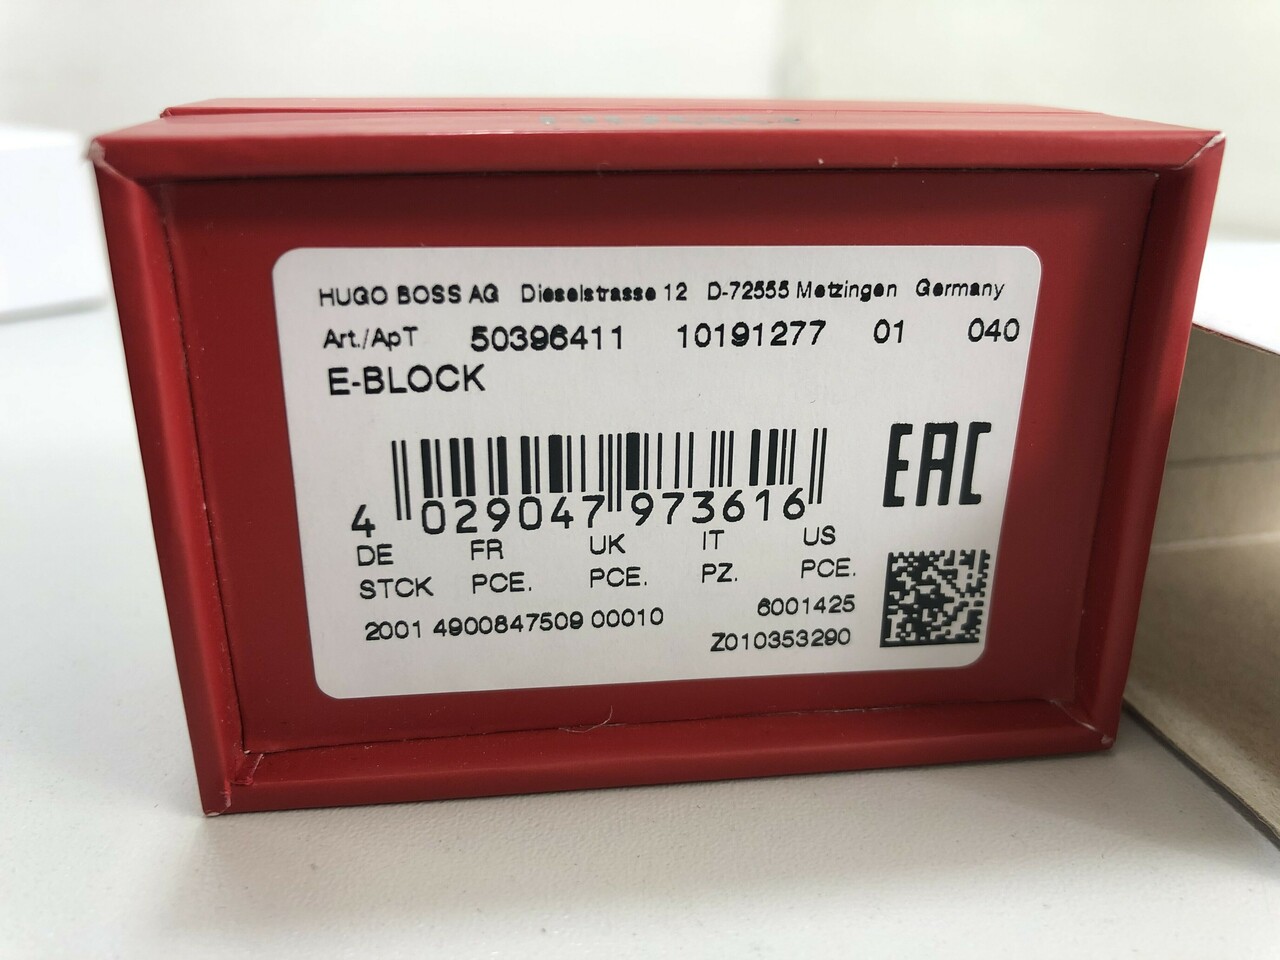 HUGO BOSS AG Dieselstrasse 12 D-72555 Metzingen Germany
Art./АрТ 50396411 10191277 01 040
E-BLOCK
EAC
4 029047 973616
DE FR UK IT US
STCK PCE. PCE. PZ. PCE.
2001 4900847509 00010 6001425
Z010353290